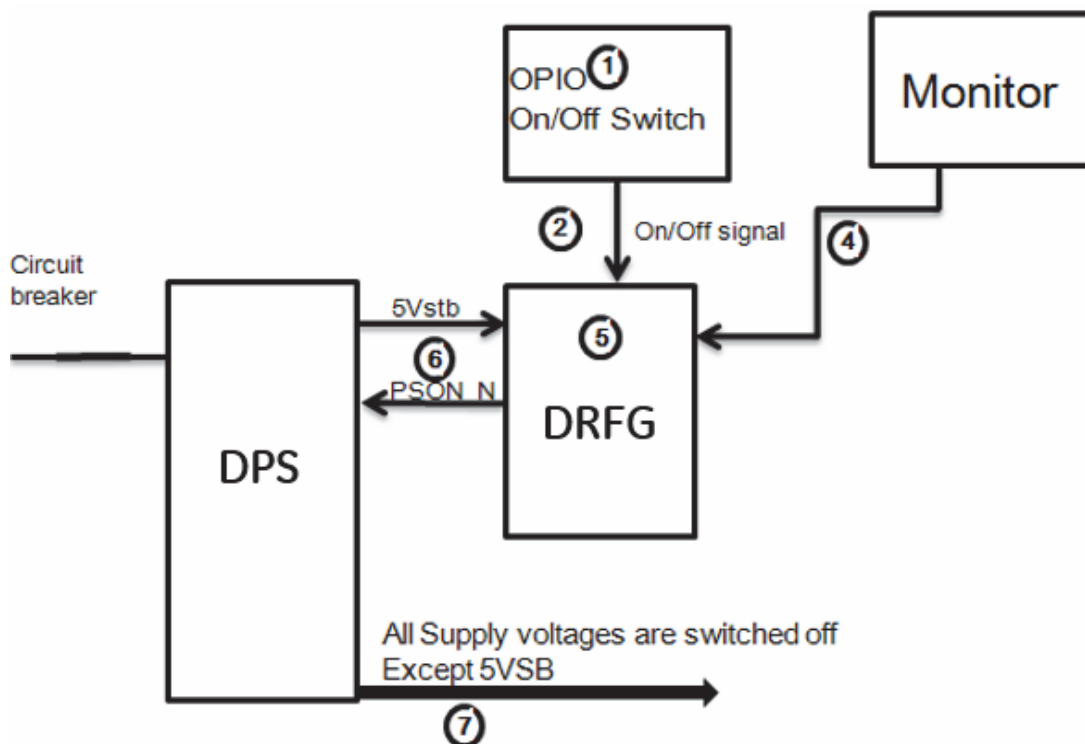 OPIO 1
On/Off Switch
Monitor
2
On/Off signal
4
Circuit
breaker
5Vstb
6
PSON_N
5
DRFG
DPS
All Supply voltages are switched off
Except 5VSB
7